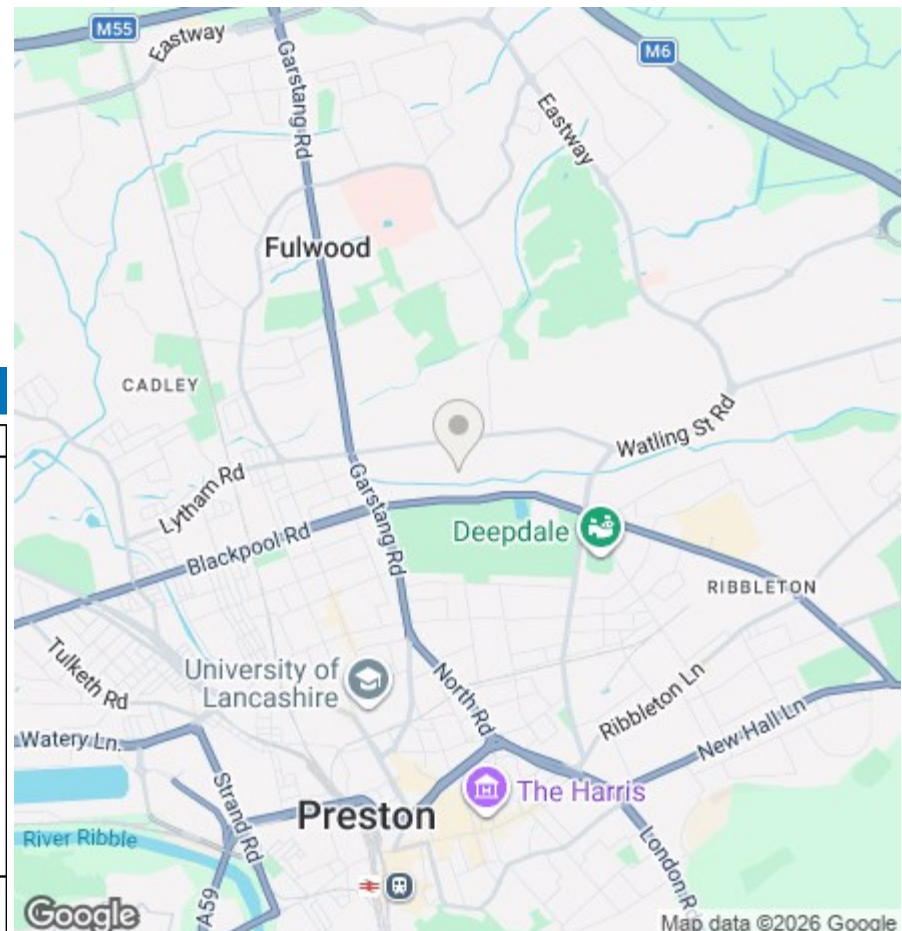 M55
Eastway
Garstang Rd
M6
Eastway
Fulwood
CADLEY
Watling St Rd
Lytham Rd
Garstang Rd
Blackpool Rd
Deepdale
RIBBLETON
Tulketh Rd
University of
Lancashire
North Rd
Ribbleton Ln
New Hall Ln
Watery Ln.
Strand Rd
The Harris
Preston
River Ribble
London Rd
A59
Google
Map data ©2026 Google